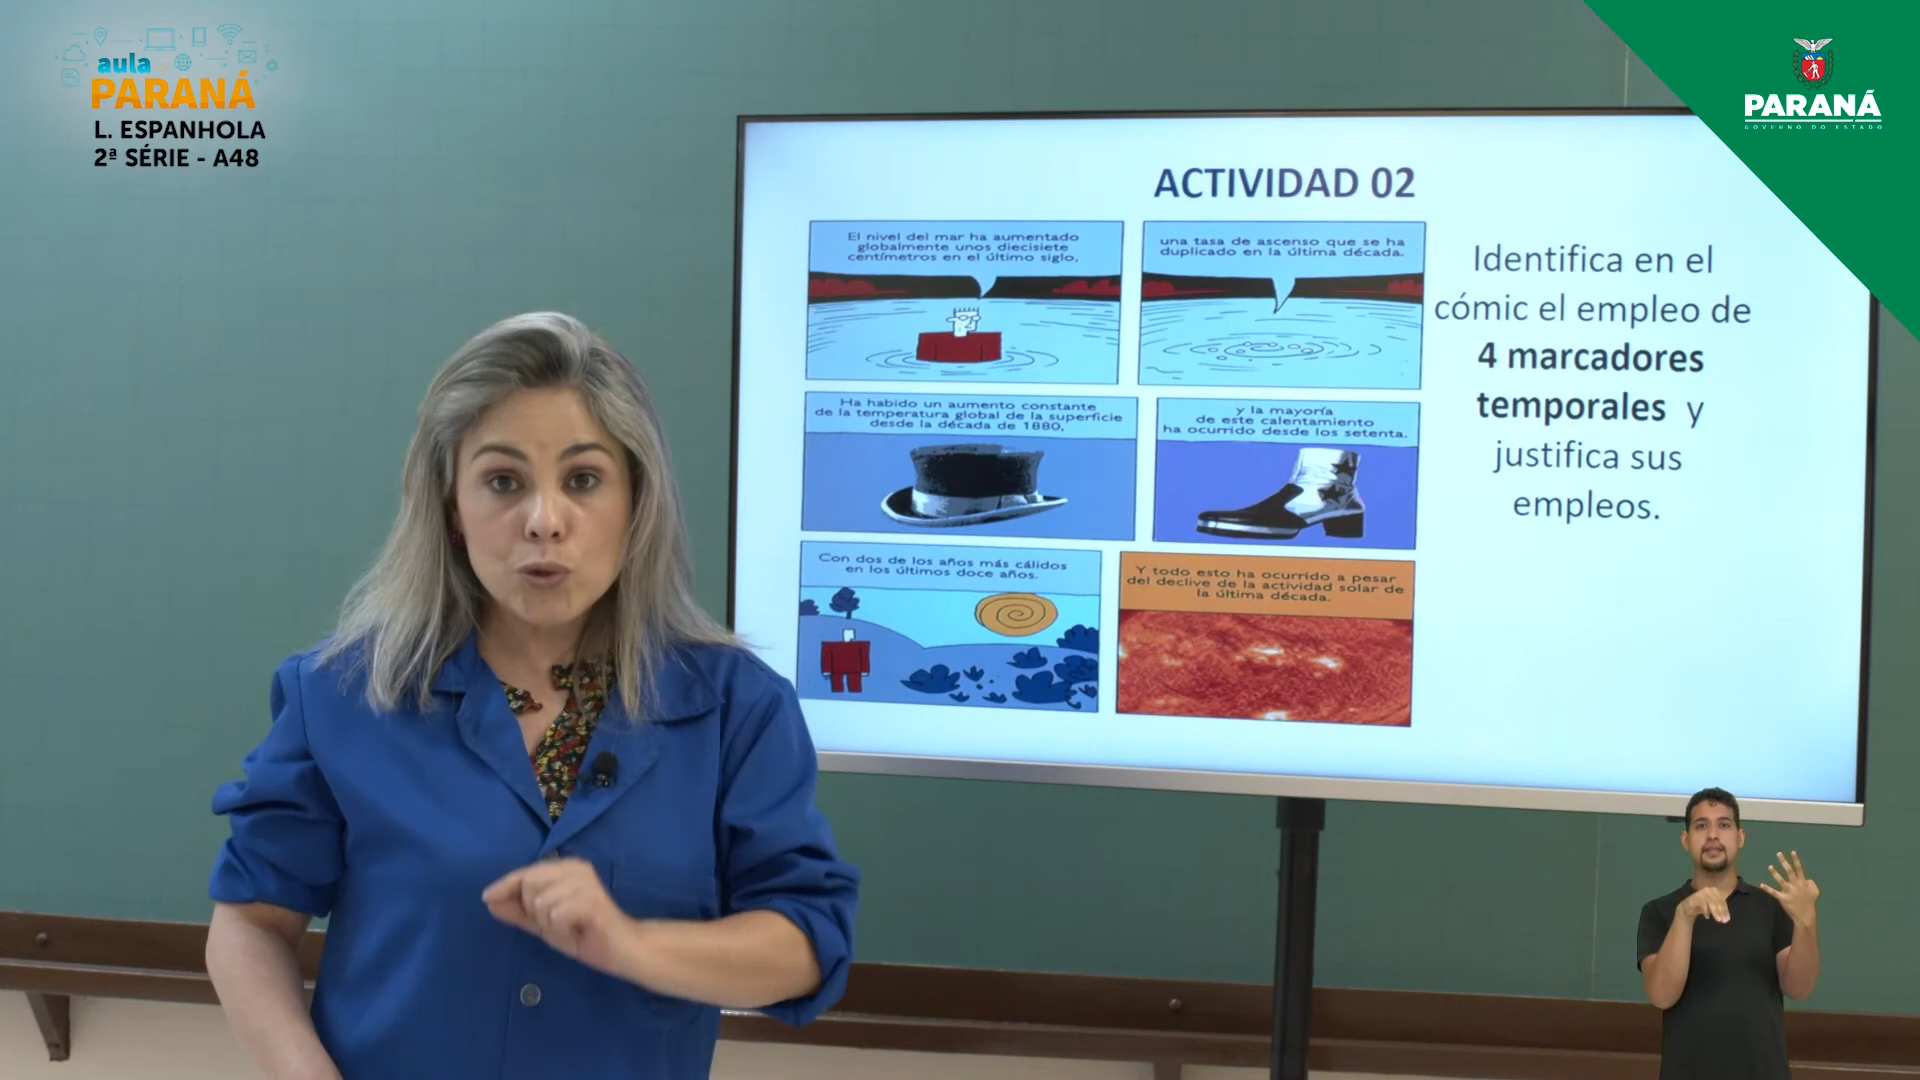 aula
PARANÁ
L. ESPANHOLA
2ª SÉRIE - A48
PARANÁ
GOVERNO DO ESTADO
ACTIVIDAD 02
El nivel del mar ha aumentado
globalmente unos diecisiete
centímetros en el último siglo,
una tasa de ascenso que se ha
duplicado en la última década.
Ha habido un aumento constante
de la temperatura global de la superficie
desde la década de 1880,
y la mayoría
de este calentamiento
ha ocurrido desde los setenta.
Con dos de los años más cálidos
en los últimos doce años.
Y todo esto ha ocurrido a pesar
del declive de la actividad solar de
la última década.
Identifica en el
cómic el empleo de
4 marcadores
temporales y
justifica sus
empleos.